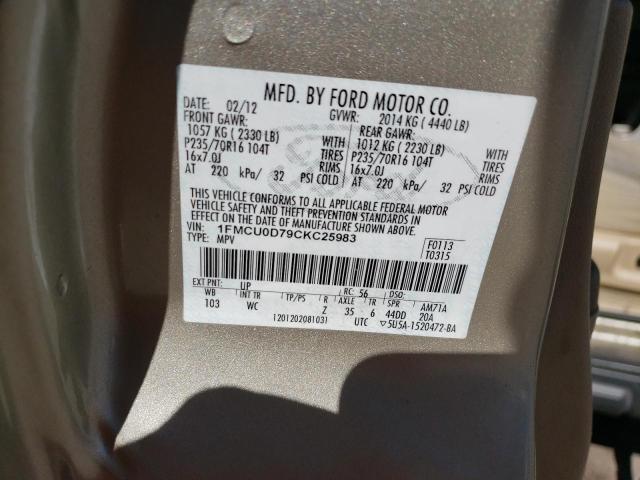 MFD. BY FORD MOTOR CO.
DATE: 02/12 GVWR: 2014 KG ( 4440 LB)
FRONT GAWR: REAR GAWR:
1057 KG ( 2330 LB) WITH 1012 KG ( 2230 LB) WITH
P235/70R16 104T TIRES P235/70R16 104T TIRES
16x7.0J RIMS 16x7.0J RIMS
AT 220 kPa/ 32 PSI COLD AT 220 kPa/ 32 PSI COLD
THIS VEHICLE CONFORMS TO ALL APPLICABLE FEDERAL MOTOR
VEHICLE SAFETY AND THEFT PREVENTION STANDARDS IN
EFFECT ON THE DATE OF MANUFACTURE SHOWN ABOVE.
VIN: 1FMCU0D79CKC25983 F0113
TYPE: MPV T0315
EXT PNT: UP RC: 56 DSO:
WB INT TR TP/PS R AXLE TR AM71A
103 WC Z 35 6 44DD 20A
1201202081031 UTC 5U5A-1520472-BA